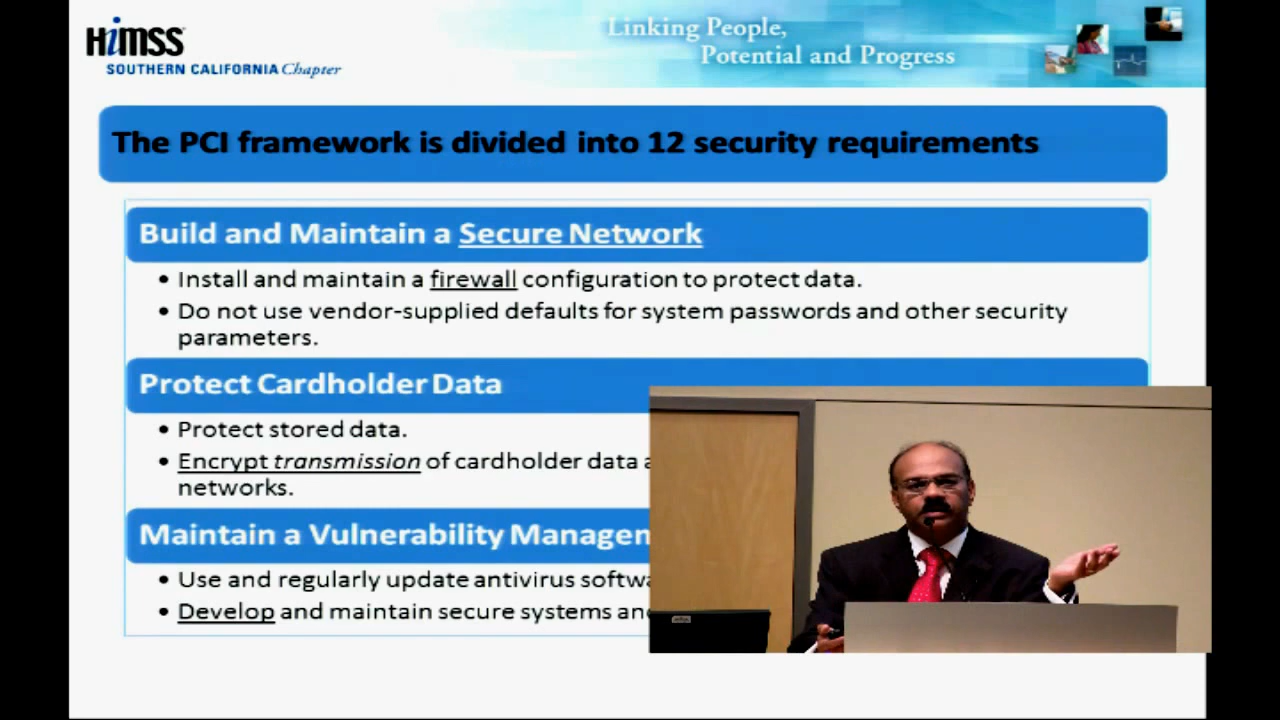 HiMSS
SOUTHERN CALIFORNIA Chapter
Linking People,
Potential and Progress
The PCI framework is divided into 12 security requirements
Build and Maintain a Secure Network
• Install and maintain a firewall configuration to protect data.
• Do not use vendor-supplied defaults for system passwords and other security
parameters.
Protect Cardholder Data
• Protect stored data.
• Encrypt transmission of cardholder data
networks.
Maintain a Vulnerability
• Use and regularly update antivirus
• Develop and maintain secure systems